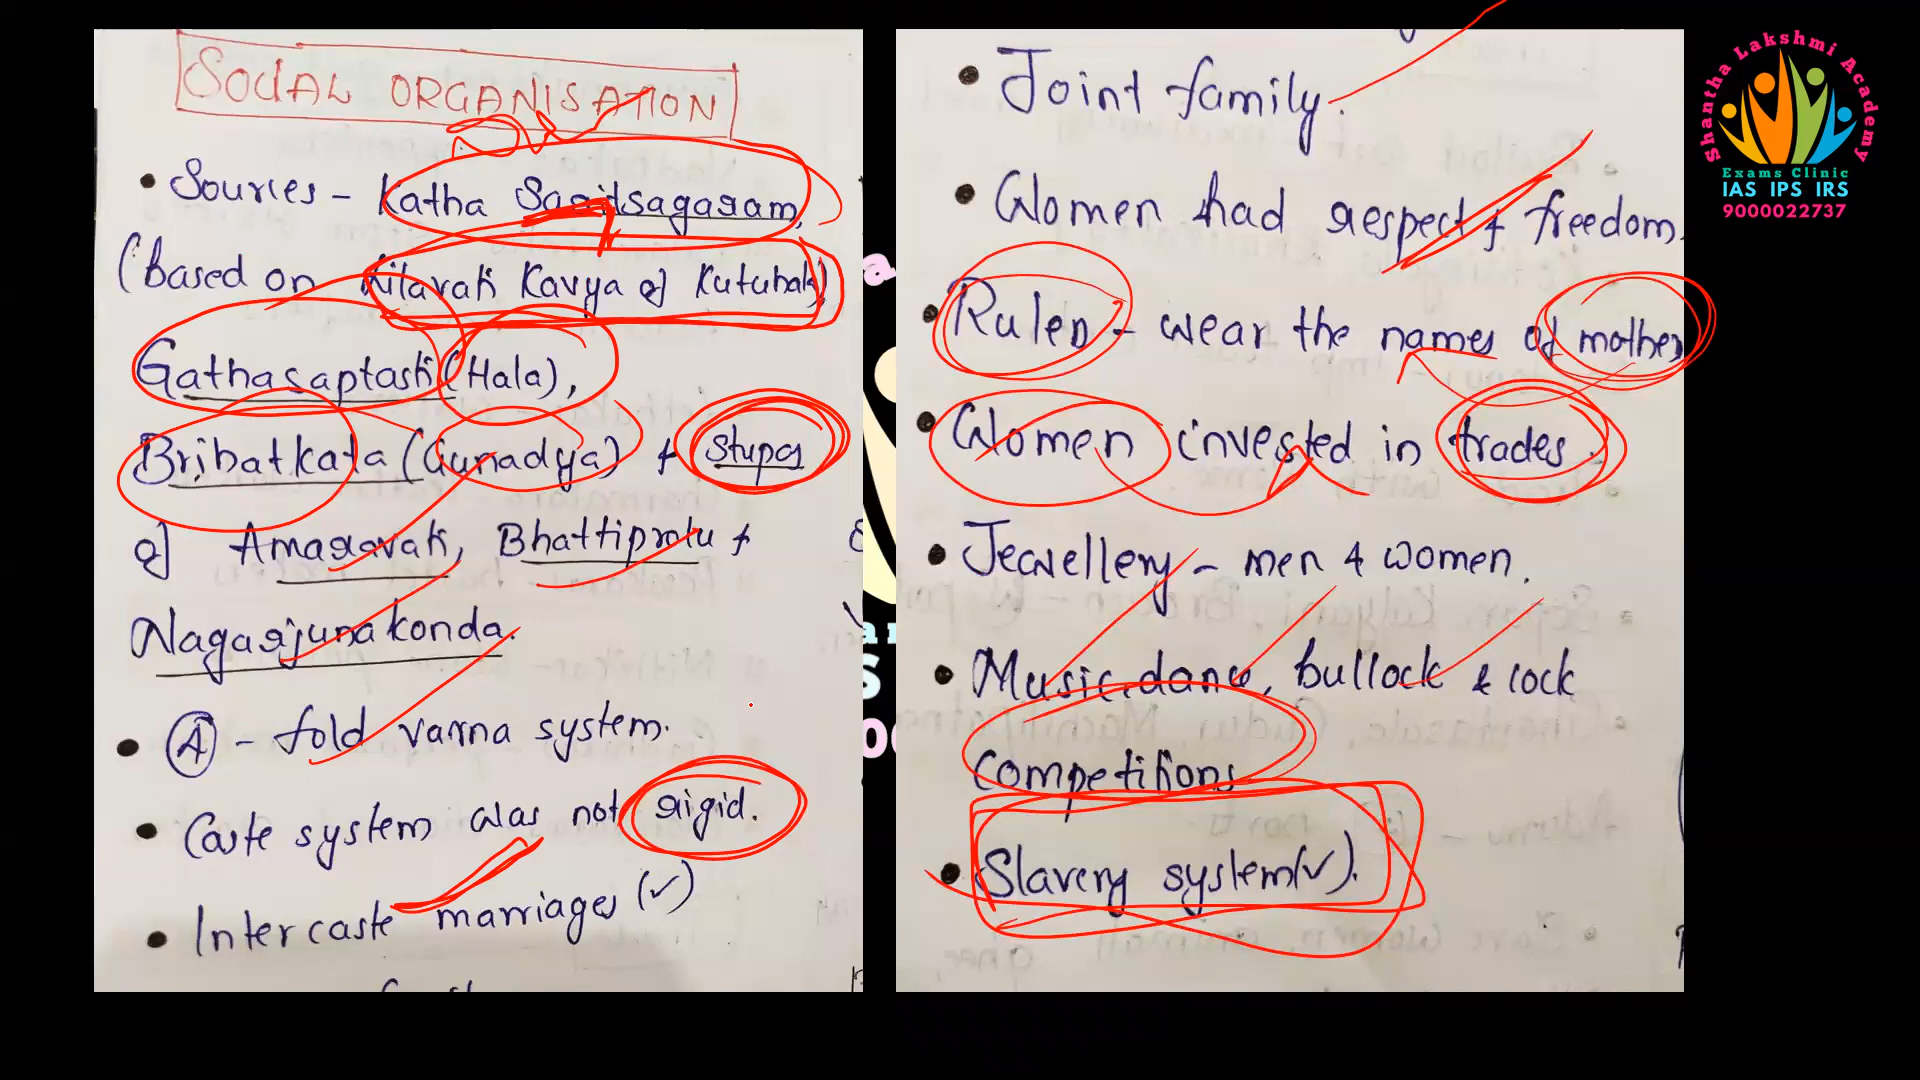 SOCIAL ORGANISATION
• Sources - Katha Saritsagaram,
(based on Lilavati Kavya of Kutuhala)
Gathasaptasti (Hala),
Brihatkata (Gunadya) & stupas
of Amaravati, Bhattiprolu &
Nagarjunakonda.
• 4 - fold varna system.
• Caste system was not rigid.
• Intercaste marriages (✓)
• Joint family.
• Women had respect & freedom.
• Rulers - wear the names of mother
• Women invested in trades.
• Jewellery - men & women.
• Music, dance, bullock & cock
competitions
• Slavery system(✓).
Shantha Lakshmi Academy
Exams Clinic
IAS IPS IRS
9000022737